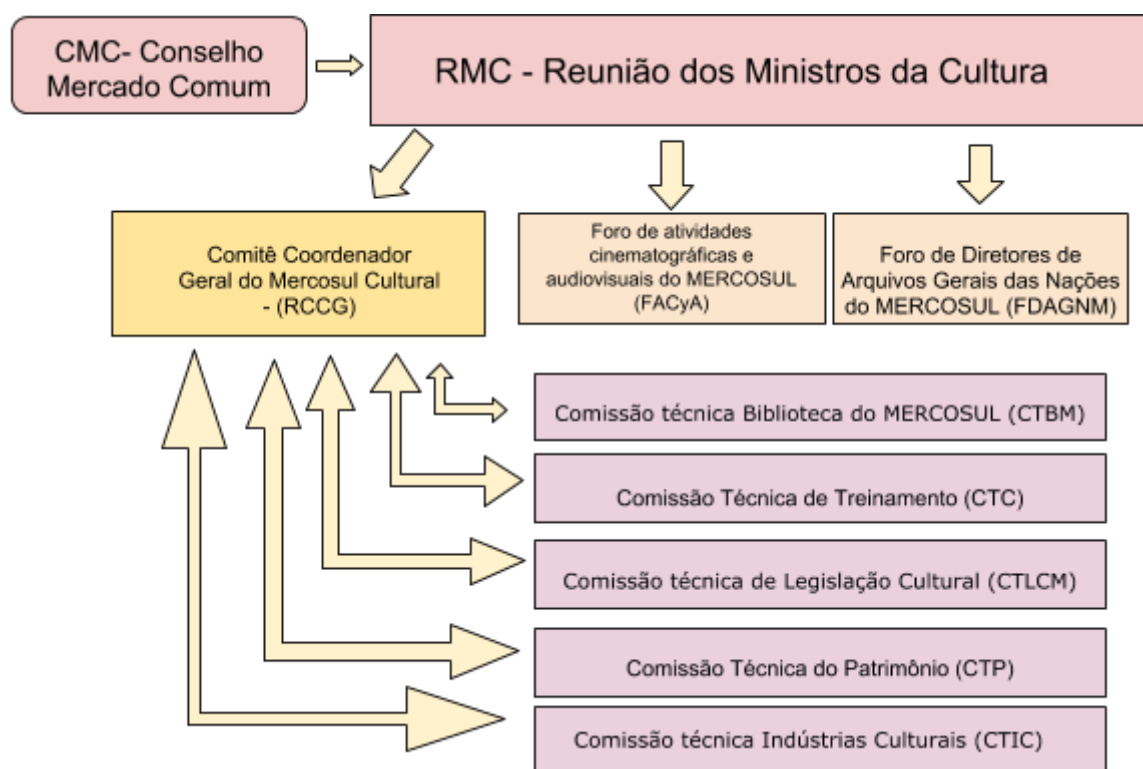 CMC- Conselho
Mercado Comum
RMC - Reunião dos Ministros da Cultura
Comitê Coordenador
Geral do Mercosul Cultural
- (RCCG)
Foro de atividades
cinematográficas e
audiovisuais do MERCOSUL
(FACyA)
Foro de Diretores de
Arquivos Gerais das Nações
do MERCOSUL (FDAGNM)
Comissão técnica Biblioteca do MERCOSUL (CTBM)
Comissão Técnica de Treinamento (CTC)
Comissão técnica de Legislação Cultural (CTLCM)
Comissão Técnica do Patrimônio (CTP)
Comissão técnica Indústrias Culturais (CTIC)